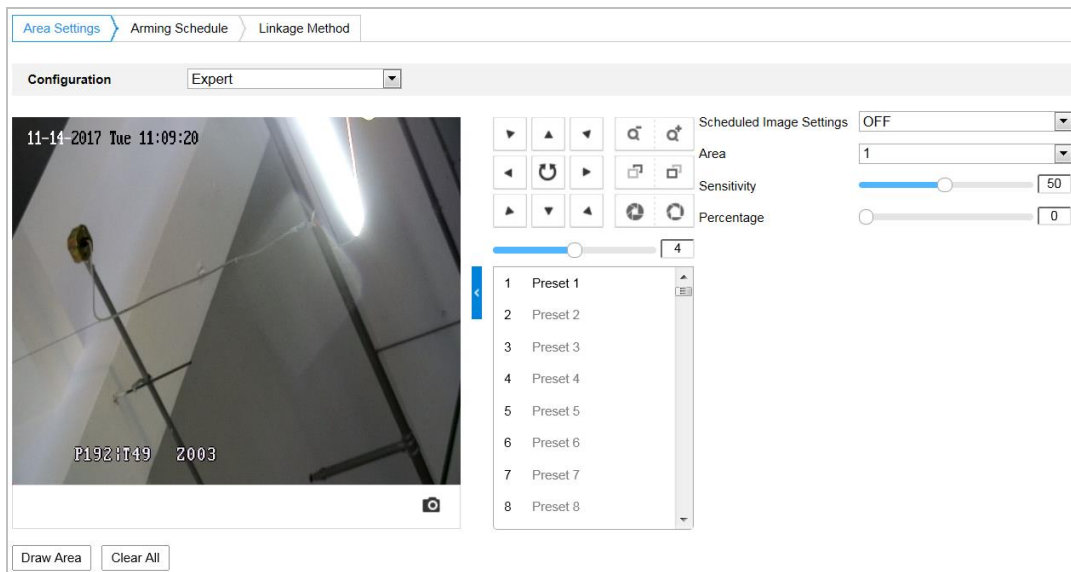 Area Settings
Arming Schedule
Linkage Method
Configuration
Expert
11-14-2017 Tue 11:09:20
P192:T49 Z003
4
1 Preset 1
2 Preset 2
3 Preset 3
4 Preset 4
5 Preset 5
6 Preset 6
7 Preset 7
8 Preset 8
Scheduled Image Settings OFF
Area 1
Sensitivity 50
Percentage 0
Draw Area
Clear All